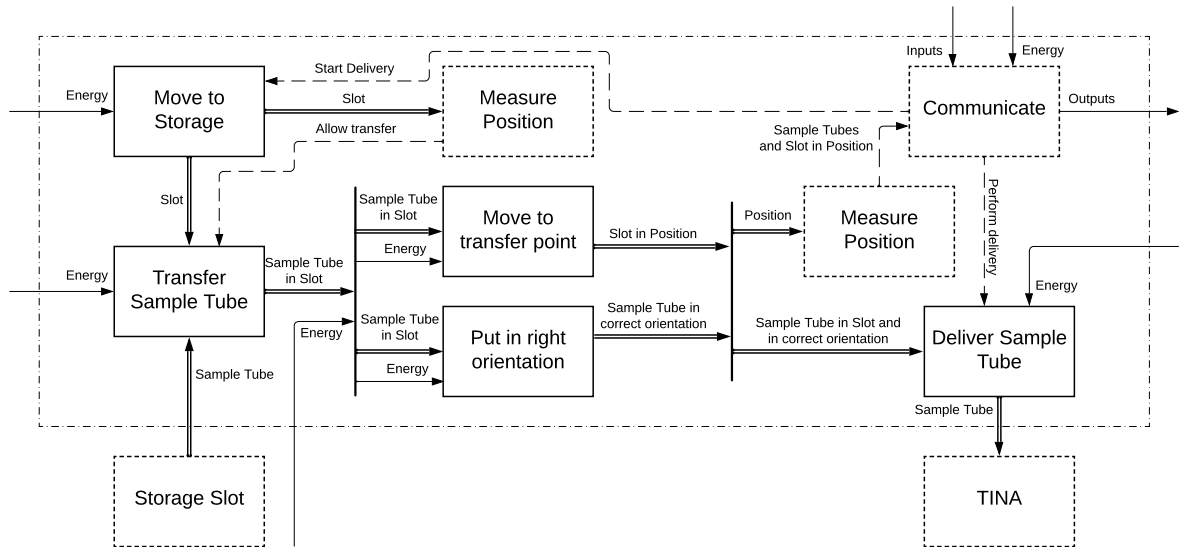 Inputs
Energy
Start Delivery
Energy
Move to
Storage
Slot
Measure
Position
Communicate
Outputs
Allow transfer
Sample Tubes
and Slot in Position
Slot
Sample Tube
in Slot
Move to
transfer point
Slot in Position
Position
Measure
Position
Perform delivery
Energy
Energy
Transfer
Sample Tube
Sample Tube
in Slot
Energy
Energy
Sample Tube
in Slot
Energy
Put in right
orientation
Sample Tube in
correct orientation
Sample Tube in Slot and
in correct orientation
Deliver Sample
Tube
Sample Tube
Sample Tube
Storage Slot
TINA